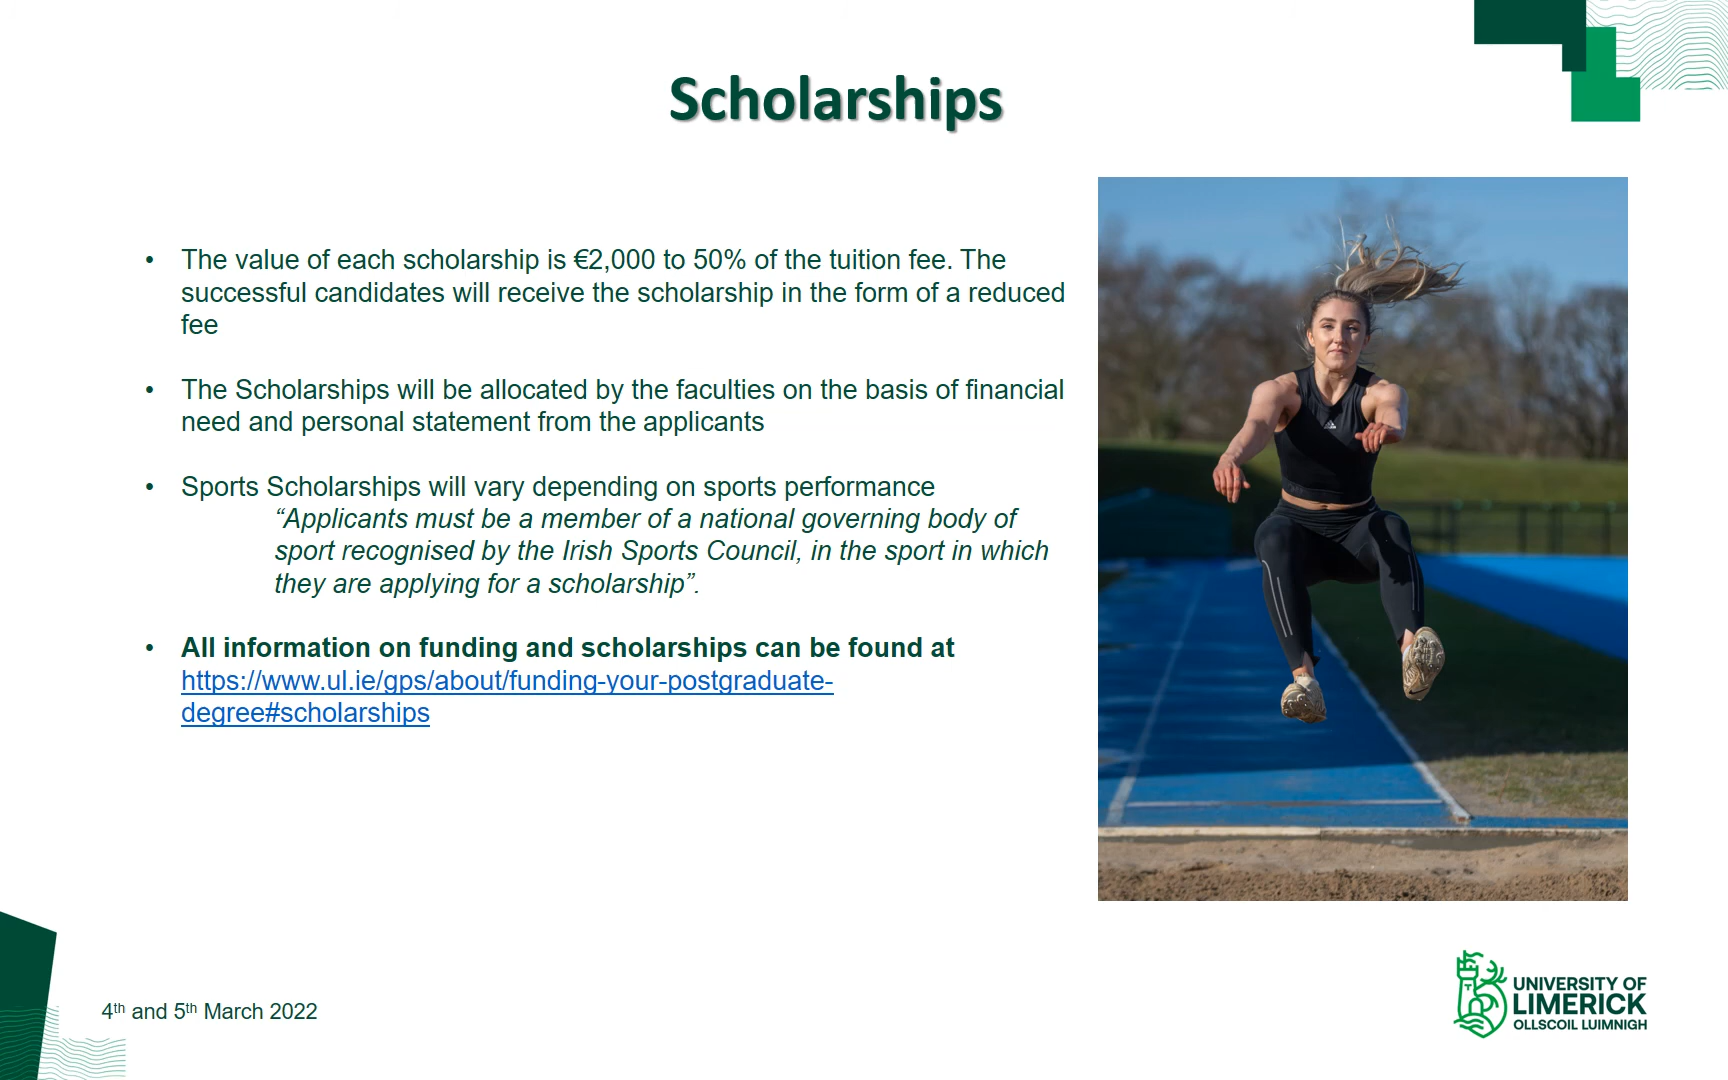 Scholarships
• The value of each scholarship is €2,000 to 50% of the tuition fee. The
successful candidates will receive the scholarship in the form of a reduced
fee
• The Scholarships will be allocated by the faculties on the basis of financial
need and personal statement from the applicants
• Sports Scholarships will vary depending on sports performance
“Applicants must be a member of a national governing body of
sport recognised by the Irish Sports Council, in the sport in which
they are applying for a scholarship”.
• All information on funding and scholarships can be found at
https://www.ul.ie/gps/about/funding-your-postgraduate-
degree#scholarships
4th and 5th March 2022
UNIVERSITY OF
LIMERICK
OLLSCOIL LUIMNIGH